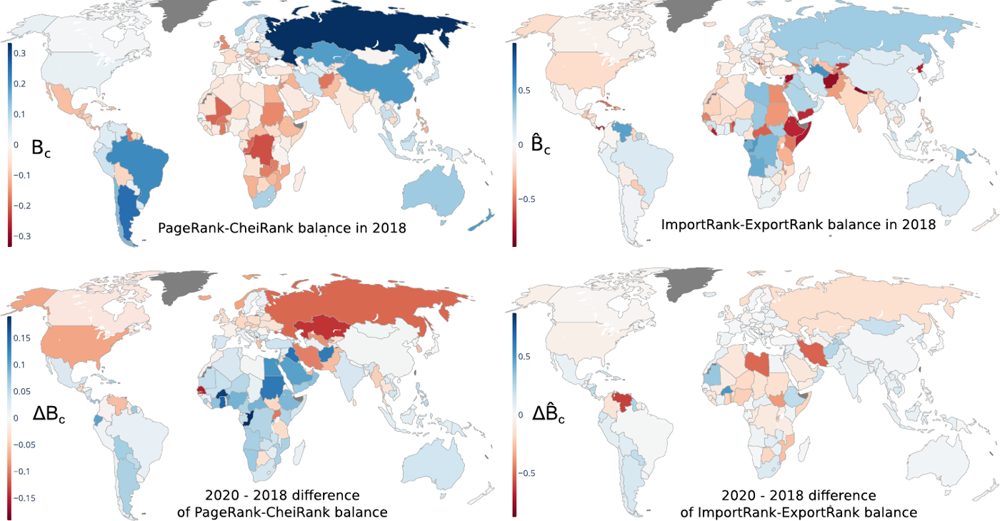 0.3
0.2
0.1
0
−0.1
−0.2
−0.3
Bc
PageRank-CheiRank balance in 2018
0.5
0
−0.5
B̂c
ImportRank-ExportRank balance in 2018
0.15
0.1
0.05
0
−0.05
−0.1
−0.15
ΔBc
2020 - 2018 difference
of PageRank-CheiRank balance
0.5
0
−0.5
ΔB̂c
2020 - 2018 difference
of ImportRank-ExportRank balance